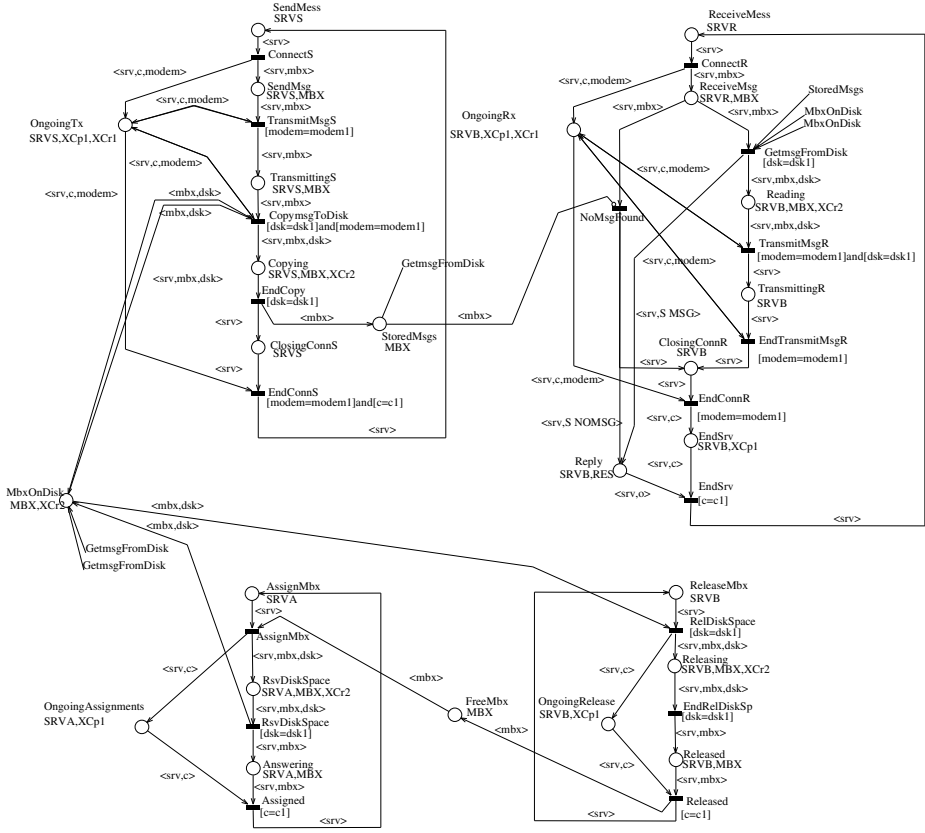 SendMess
SRVS
<srv>
ConnectS
<srv,c,modem>
<srv,mbx>
SendMsg
SRVS,MBX
<srv,c,modem>
<srv,mbx>
OngoingTx
SRVS,XCp1,XCr1
TransmitMsgS
[modem=modem1]
<srv,c,modem>
<srv,mbx>
TransmittingS
SRVS,MBX
<srv,c,modem>
<mbx,dsk>
<srv,mbx>
<mbx,dsk>
CopymsgToDisk
[dsk=dsk1]and[modem=modem1]
<srv,mbx,dsk>
Copying
SRVS,MBX,XCr2
<srv,mbx,dsk>
EndCopy
[dsk=dsk1]
GetmsgFromDisk
<srv>
<mbx>
StoredMsgs
MBX
<mbx>
ClosingConnS
SRVS
<srv>
<srv>
EndConnS
[modem=modem1]and[c=c1]
<srv>
ReceiveMess
SRVR
<srv>
ConnectR
<srv,c,modem>
<srv,mbx>
ReceiveMsg
SRVR,MBX
StoredMsgs
MbxOnDisk
MbxOnDisk
<srv,mbx>
<srv,mbx>
OngoingRx
SRVB,XCp1,XCr1
GetmsgFromDisk
[dsk=dsk1]
<srv,c,modem>
<srv,mbx,dsk>
Reading
SRVB,MBX,XCr2
NoMsgFound
<srv,mbx,dsk>
TransmitMsgR
[modem=modem1]and[dsk=dsk1]
<srv,c,modem>
<srv>
TransmittingR
SRVB
<srv,S MSG>
<srv>
ClosingConnR
SRVB
EndTransmitMsgR
[modem=modem1]
<srv>
<srv>
<srv,c,modem>
<srv>
EndConnR
[modem=modem1]
<srv,S NOMSG>
<srv,c>
EndSrv
SRVB,XCp1
Reply
SRVB,RES
<srv,c>
<srv,o>
EndSrv
[c=c1]
<srv>
MbxOnDisk
MBX,XCr2
<mbx,dsk>
<mbx,dsk>
GetmsgFromDisk
GetmsgFromDisk
AssignMbx
SRVA
<srv>
AssignMbx
<srv,c>
<srv,mbx,dsk>
RsvDiskSpace
SRVA,MBX,XCr2
OngoingAssignments
SRVA,XCp1
<srv,mbx,dsk>
RsvDiskSpace
[dsk=dsk1]
<srv,mbx>
Answering
SRVA,MBX
<srv,c>
<srv,mbx>
Assigned
[c=c1]
<mbx>
FreeMbx
MBX
<mbx>
ReleaseMbx
SRVB
<srv>
RelDiskSpace
[dsk=dsk1]
<srv,mbx,dsk>
<srv,c>
Releasing
SRVB,MBX,XCr2
<srv,mbx,dsk>
OngoingRelease
SRVB,XCp1
EndRelDiskSp
[dsk=dsk1]
<srv,mbx>
Released
SRVB,MBX
<srv,c>
<srv,mbx>
Released
[c=c1]